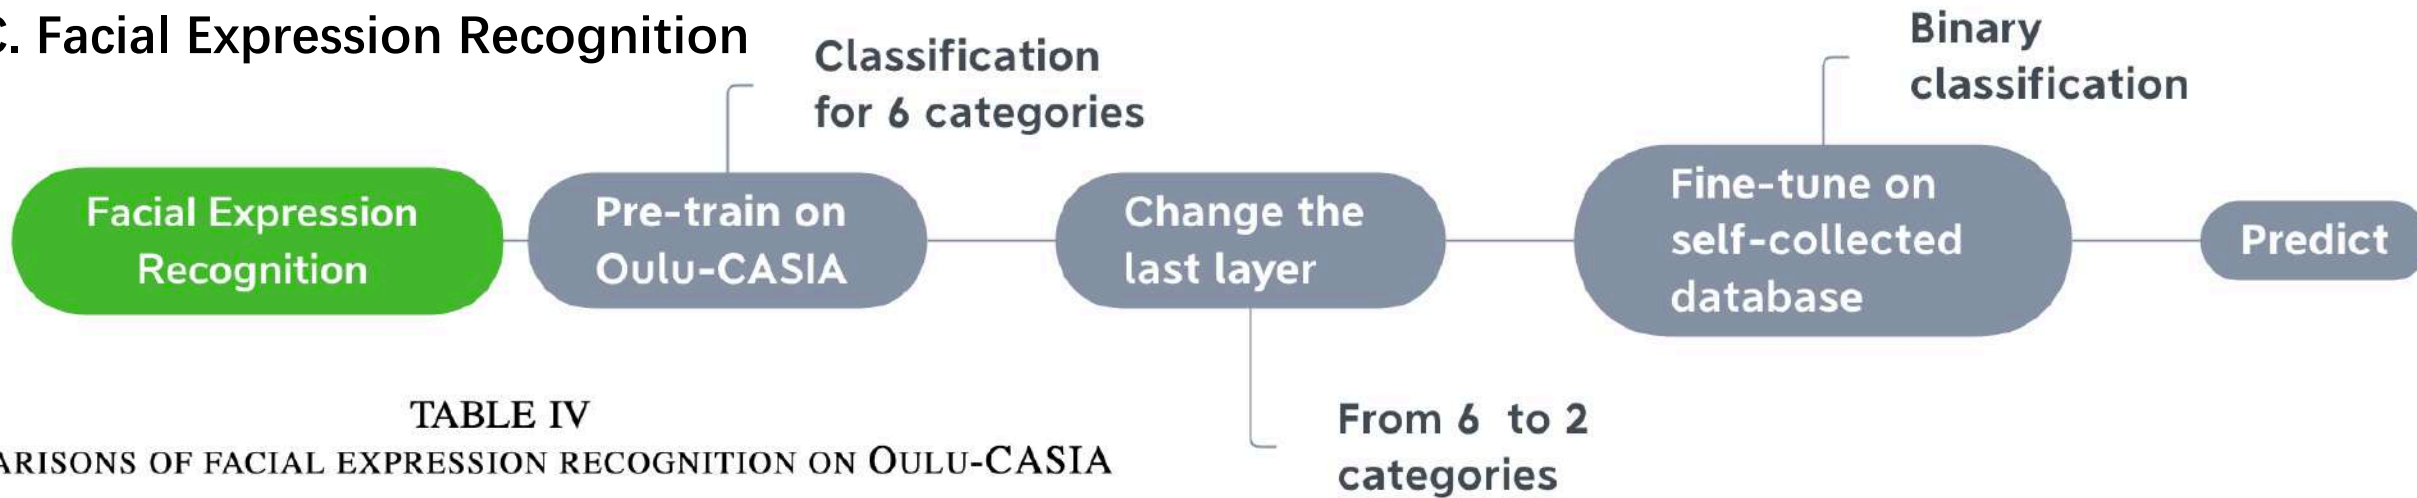 C. Facial Expression Recognition
Classification
for 6 categories
Binary
classification
Facial Expression
Recognition
Pre-train on
Oulu-CASIA
Change the
last layer
Fine-tune on
self-collected
database
Predict
From 6 to 2
categories
TABLE IV
ARISONS OF FACIAL EXPRESSION RECOGNITION ON OULU-CASIA